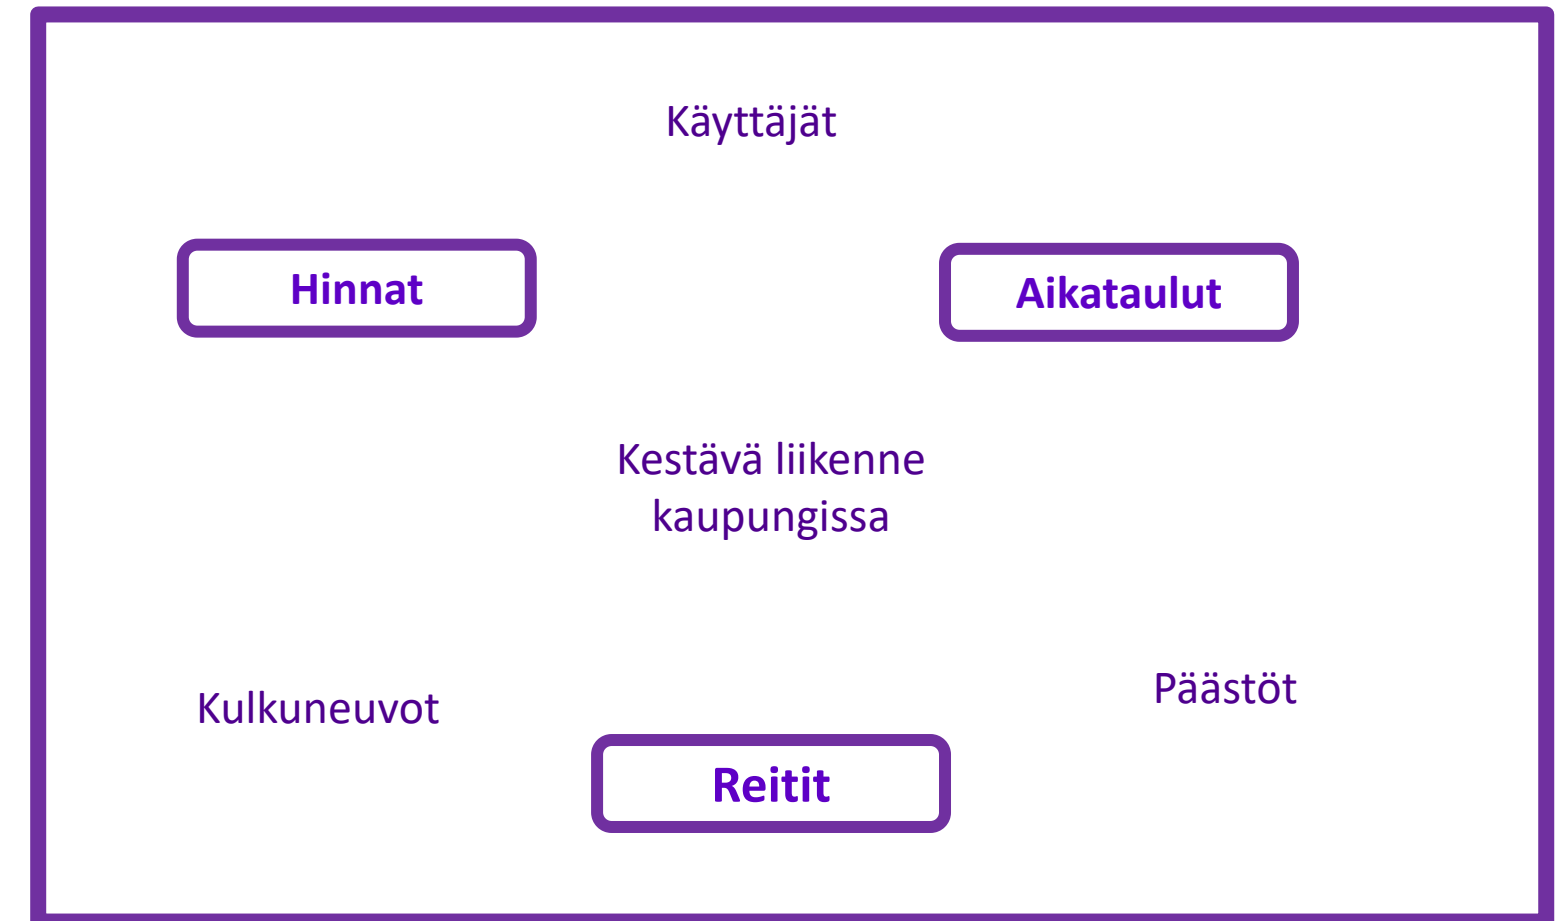 Käyttäjät
Hinnat
Aikataulut
Kestävä liikenne
kaupungissa
Kulkuneuvot
Päästöt
Reitit